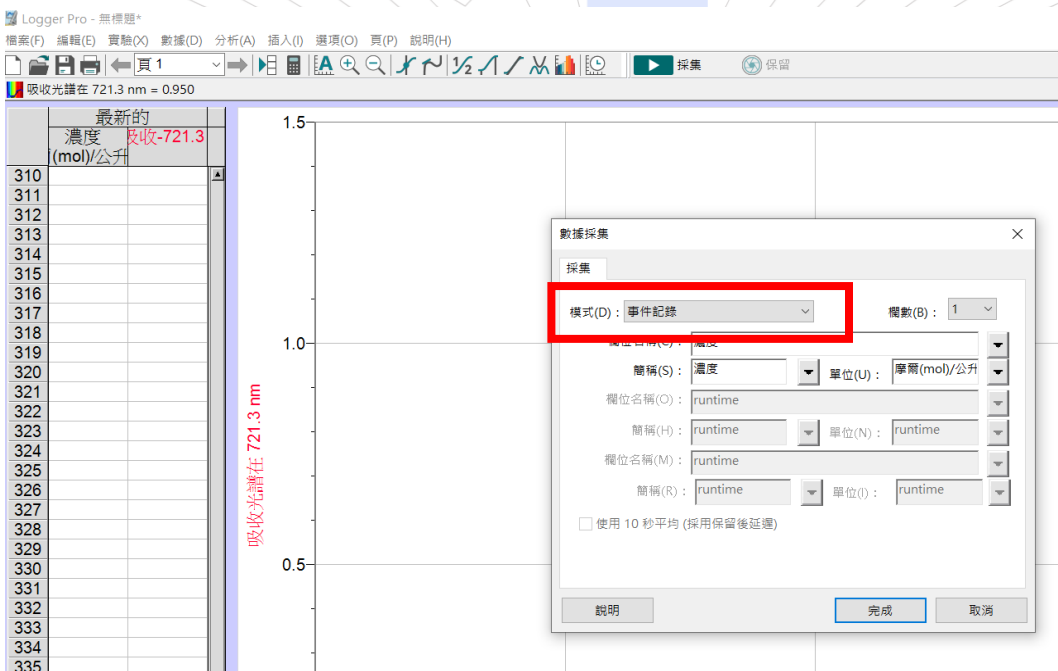 Logger Pro - 無標題*
檔案(F) 編輯(E) 實驗(X) 數據(D) 分析(A) 插入(I) 選項(O) 頁(P) 說明(H)
頁 1 採集 保留
吸收光譜在 721.3 nm = 0.950
最新的
濃度 吸收-721.3
(mol)/公升
310
311
312
313
314
315
316
317
318
319
320
321
322
323
324
325
326
327
328
329
330
331
332
333
334
335
1.5
1.0
0.5
吸收光譜在 721.3 nm
數據採集
採集
模式(D)： 事件記錄 欄數(B)： 1
欄位名稱(C)： 濃度
簡稱(S)： 濃度 單位(U)： 摩爾(mol)/公升
欄位名稱(O)： runtime
簡稱(H)： runtime 單位(N)： runtime
欄位名稱(M)： runtime
簡稱(R)： runtime 單位(I)： runtime
使用 10 秒平均 (採用保留後延遲)
說明 完成 取消